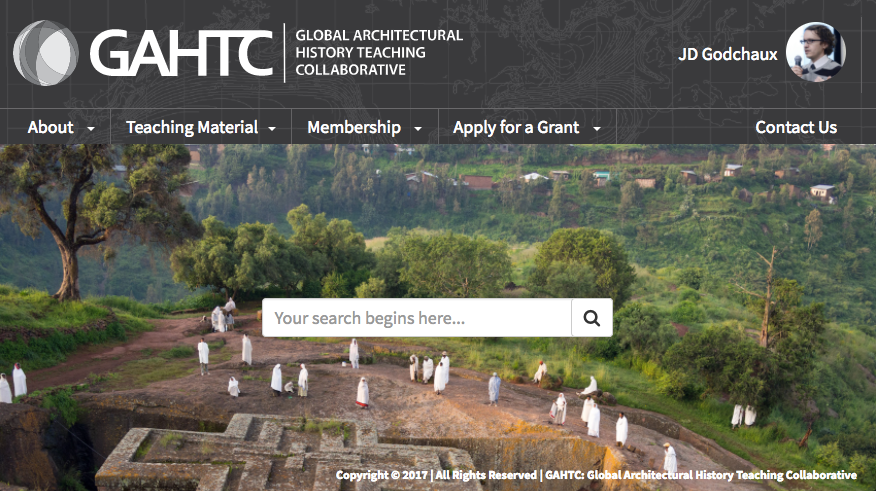 GAHTC
GLOBAL ARCHITECTURAL
HISTORY TEACHING
COLLABORATIVE
JD Godchaux
About
Teaching Material
Membership
Apply for a Grant
Contact Us
Your search begins here...
Copyright © 2017 | All Rights Reserved | GAHTC: Global Architectural History Teaching Collaborative